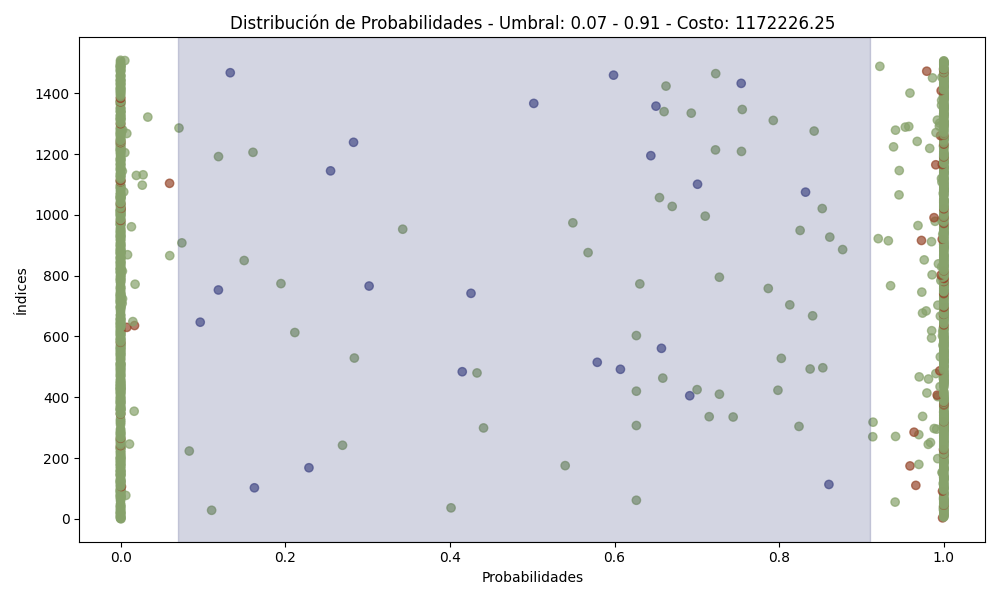 Distribución de Probabilidades - Umbral: 0.07 - 0.91 - Costo: 1172226.25
Índices
1400
1200
1000
800
600
400
200
0
0.0 0.2 0.4 0.6 0.8 1.0
Probabilidades